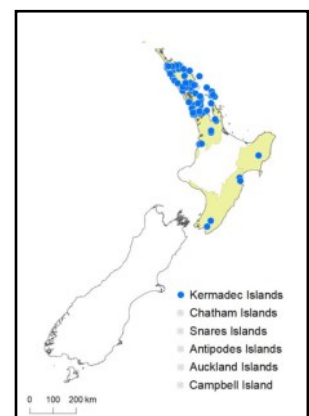 Kermadec Islands
Chatham Islands
Snares Islands
Antipodes Islands
Auckland Islands
Campbell Island
0 100 200 km